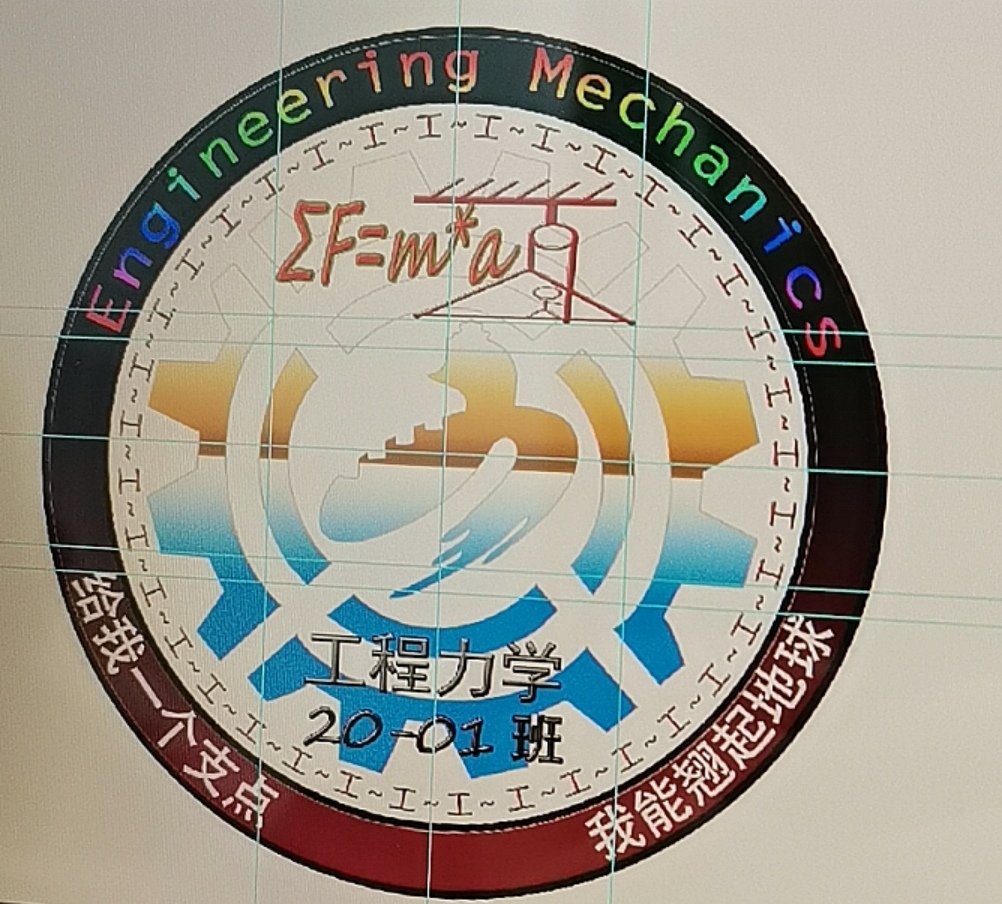 Engineering Mechanics
ΣF=m*a
工程力学
20-01 班
给我一个支点
我能翘起地球